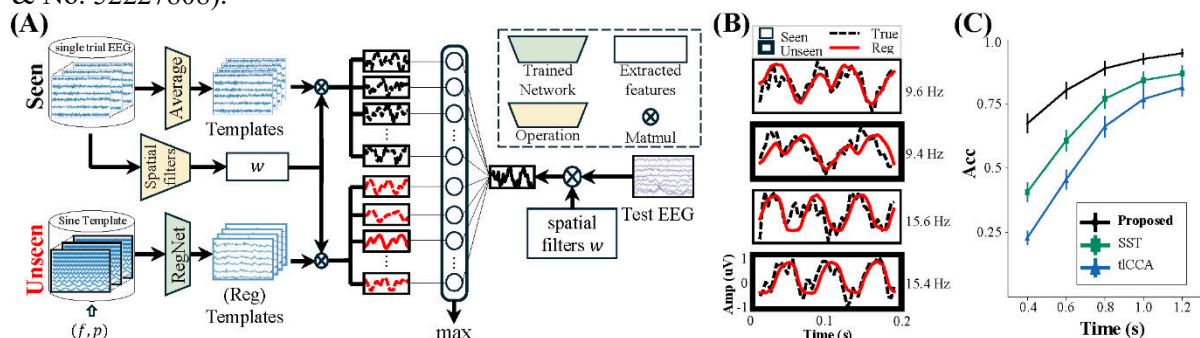 & No. 52227808).
(A)
Seen
single trial EEG
Average
Templates
Spatial filters
w
Unseen
Sine Template
(f, p)
RegNet
(Reg)
Templates
max
Trained
Network
Extracted
features
Operation
Matmul
spatial
filters w
Test EEG
(B)
Seen
Unseen
True
Reg
9.6 Hz
9.4 Hz
15.6 Hz
15.4 Hz
Amp (uV)
1
0
-1
0
0.1
0.2
Time (s)
(C)
Acc
1.0
0.75
0.5
0.25
Proposed
SST
tlCCA
0.4 0.6 0.8 1.0 1.2
Time (s)